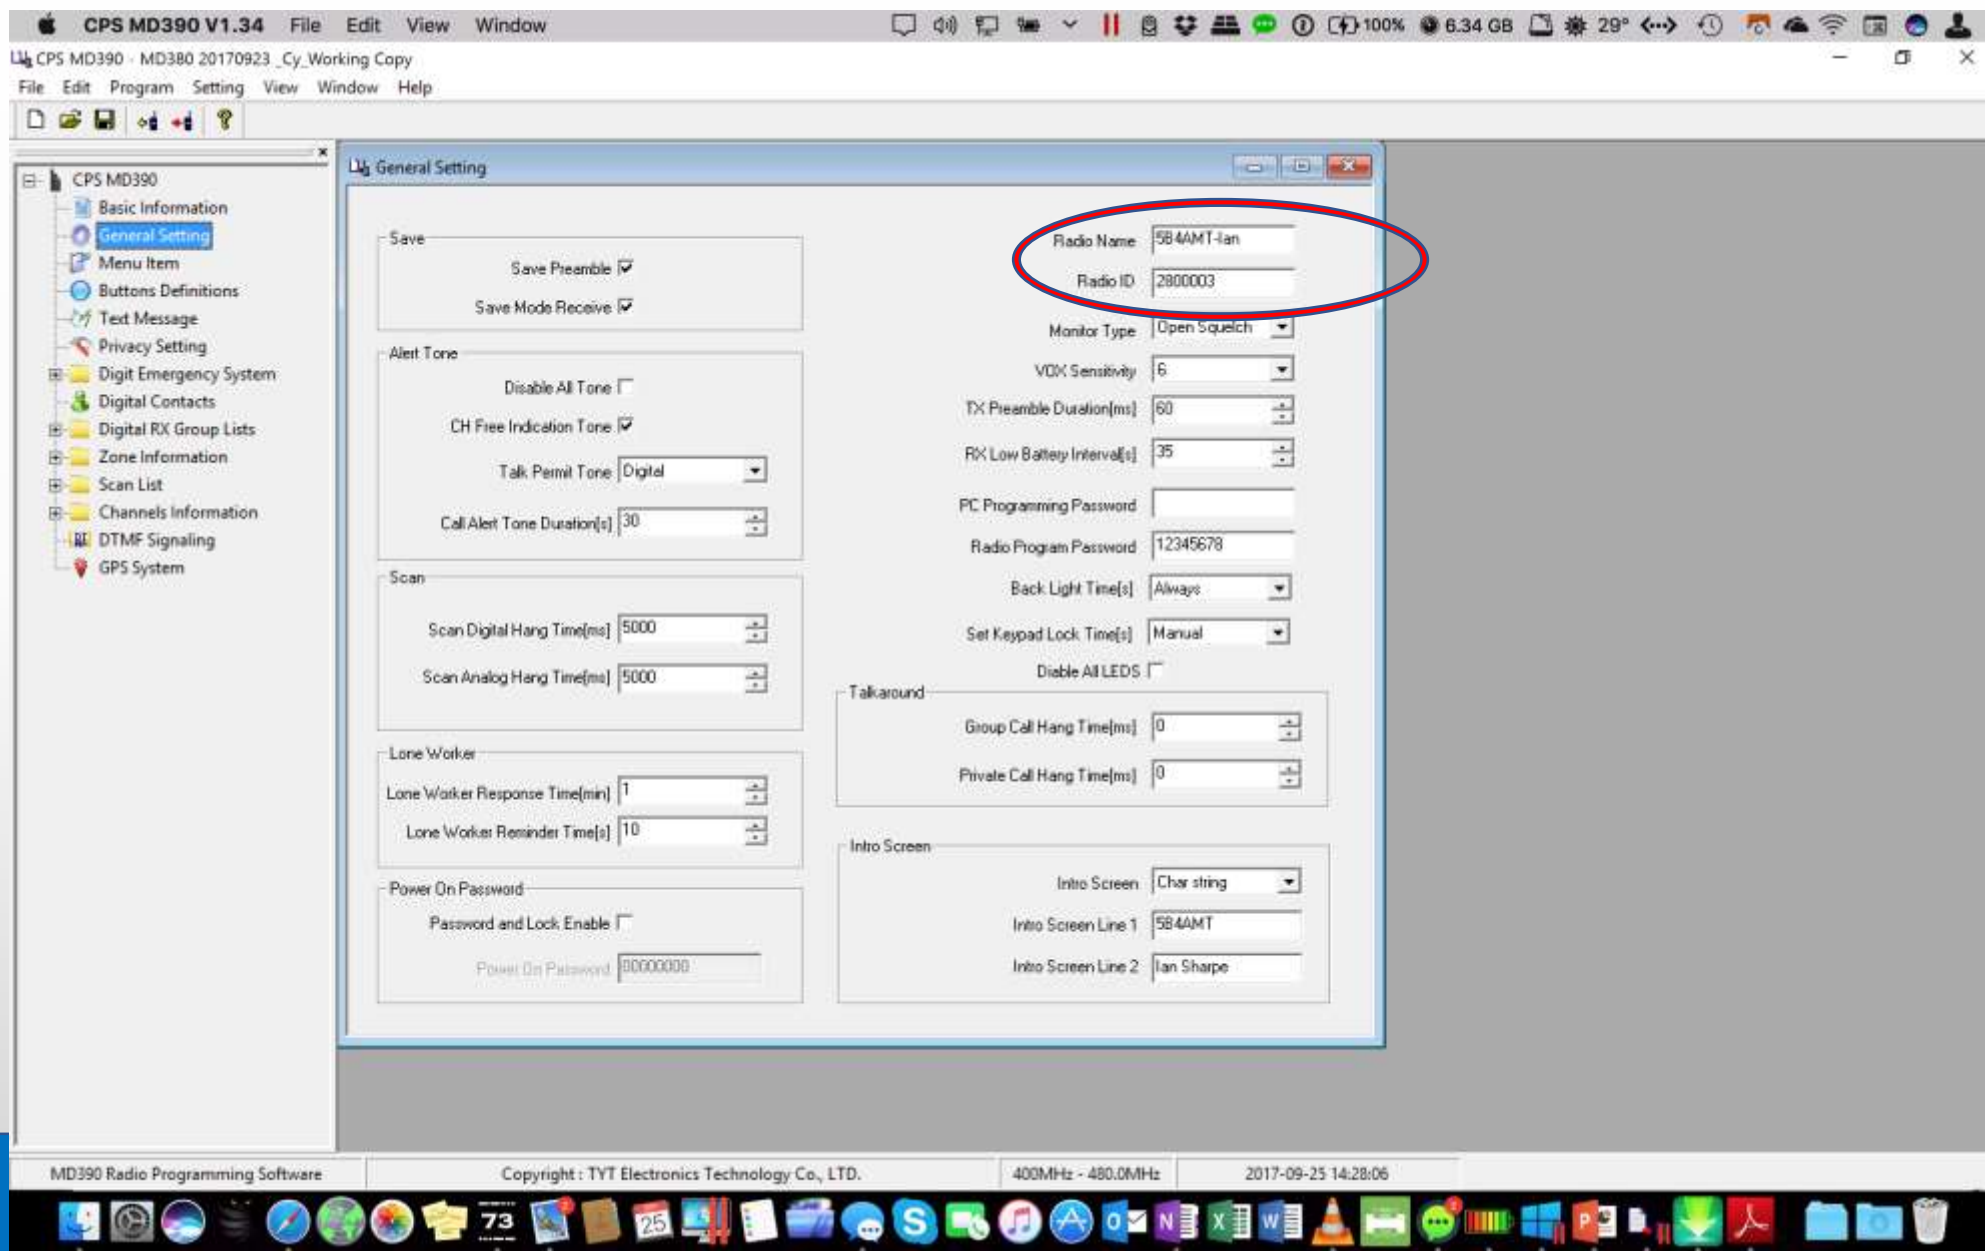 CPS MD390 V1.34 File Edit View Window 100% 6.34 GB 29°
CPS MD390 - MD380 20170923 _Cy_Working Copy
File Edit Program Setting View Window Help
CPS MD390
Basic Information
General Setting
Menu Item
Buttons Definitions
Text Message
Privacy Setting
Digit Emergency System
Digital Contacts
Digital RX Group Lists
Zone Information
Scan List
Channels Information
DTMF Signaling
GPS System
General Setting
Save
Save Preamble
Save Mode Receive
Alert Tone
Disable All Tone
CH Free Indication Tone
Talk Permit Tone Digital
Call Alert Tone Duration[s] 30
Scan
Scan Digital Hang Time[ms] 5000
Scan Analog Hang Time[ms] 5000
Lone Worker
Lone Worker Response Time[min] 1
Lone Worker Reminder Time[s] 10
Power On Password
Password and Lock Enable
Power On Password 00000000
Radio Name 5B4AMT-Ian
Radio ID 2800003
Monitor Type Open Squelch
VOX Sensitivity 6
TX Preamble Duration[ms] 60
RX Low Battery Interval[s] 35
PC Programming Password
Radio Program Password 12345678
Back Light Time[s] Always
Set Keypad Lock Time[s] Manual
Diable All LEDS
Talkaround
Group Call Hang Time[ms] 0
Private Call Hang Time[ms] 0
Intro Screen
Intro Screen Char string
Intro Screen Line 1 5B4AMT
Intro Screen Line 2 Ian Sharpe
MD390 Radio Programming Software Copyright : TYT Electronics Technology Co., LTD. 400MHz - 480.0MHz 2017-09-25 14:28:06
73 25